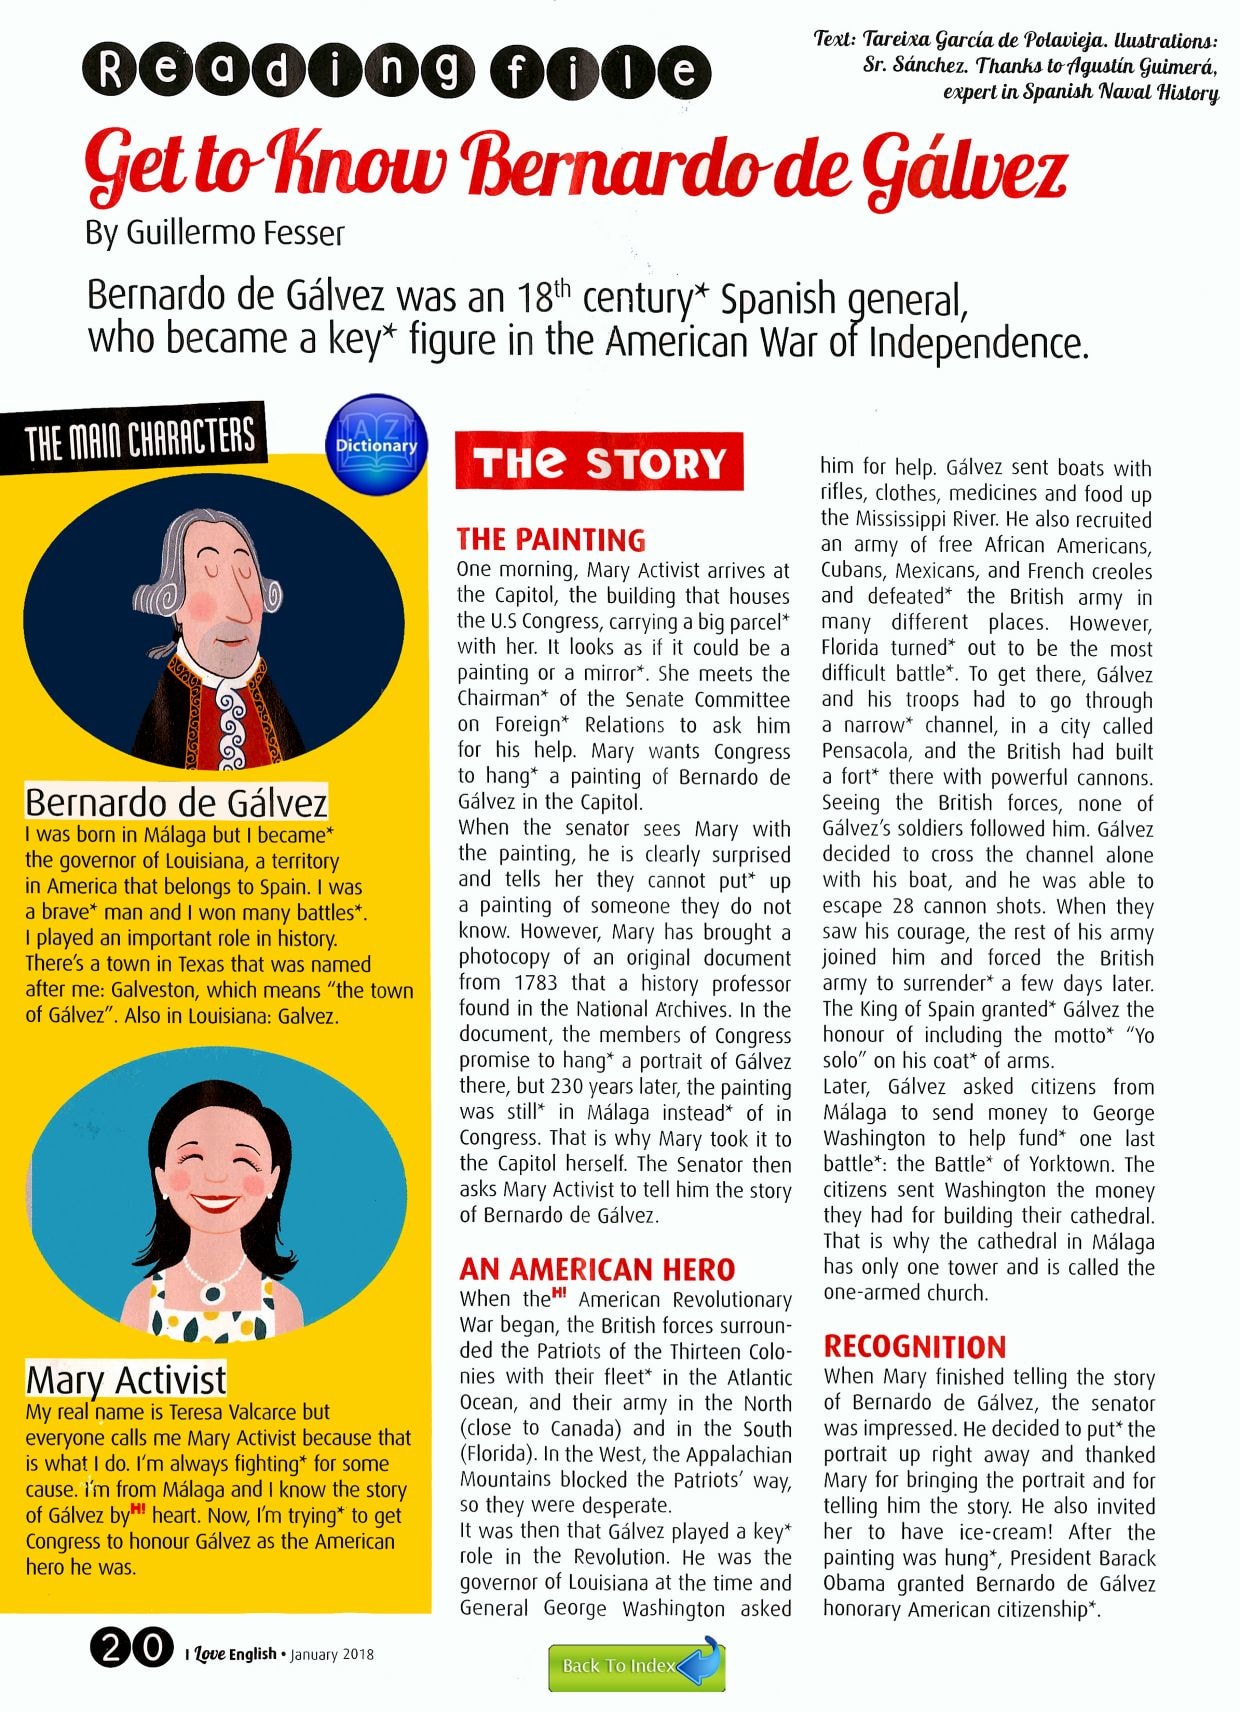 Reading file
Text: Tareixa García de Polavieja. Ilustrations:
Sr. Sánchez. Thanks to Agustín Guimerá,
expert in Spanish Naval History
Get to Know Bernardo de Gálvez
By Guillermo Fesser
Bernardo de Gálvez was an 18th century* Spanish general,
who became a key* figure in the American War of Independence.
THE MAIN CHARACTERS
A Z
Dictionary
Bernardo de Gálvez
I was born in Málaga but I became*
the governor of Louisiana, a territory
in America that belongs to Spain. I was
a brave* man and I won many battles*.
I played an important role in history.
There's a town in Texas that was named
after me: Galveston, which means “the town
of Gálvez”. Also in Louisiana: Galvez.
Mary Activist
My real name is Teresa Valcarce but
everyone calls me Mary Activist because that
is what I do. I'm always fighting* for some
cause. I'm from Málaga and I know the story
of Gálvez by H! heart. Now, I'm trying* to get
Congress to honour Gálvez as the American
hero he was.
THE STORY
THE PAINTING
One morning, Mary Activist arrives at
the Capitol, the building that houses
the U.S Congress, carrying a big parcel*
with her. It looks as if it could be a
painting or a mirror*. She meets the
Chairman* of the Senate Committee
on Foreign* Relations to ask him
for his help. Mary wants Congress
to hang* a painting of Bernardo de
Gálvez in the Capitol.
When the senator sees Mary with
the painting, he is clearly surprised
and tells her they cannot put* up
a painting of someone they do not
know. However, Mary has brought a
photocopy of an original document
from 1783 that a history professor
found in the National Archives. In the
document, the members of Congress
promise to hang* a portrait of Gálvez
there, but 230 years later, the painting
was still* in Málaga instead* of in
Congress. That is why Mary took it to
the Capitol herself. The Senator then
asks Mary Activist to tell him the story
of Bernardo de Gálvez.
AN AMERICAN HERO
When the H! American Revolutionary
War began, the British forces surroun-
ded the Patriots of the Thirteen Colo-
nies with their fleet* in the Atlantic
Ocean, and their army in the North
(close to Canada) and in the South
(Florida). In the West, the Appalachian
Mountains blocked the Patriots' way,
so they were desperate.
It was then that Gálvez played a key*
role in the Revolution. He was the
governor of Louisiana at the time and
General George Washington asked
him for help. Gálvez sent boats with
rifles, clothes, medicines and food up
the Mississippi River. He also recruited
an army of free African Americans,
Cubans, Mexicans, and French creoles
and defeated* the British army in
many different places. However,
Florida turned* out to be the most
difficult battle*. To get there, Gálvez
and his troops had to go through
a narrow* channel, in a city called
Pensacola, and the British had built
a fort* there with powerful cannons.
Seeing the British forces, none of
Gálvez's soldiers followed him. Gálvez
decided to cross the channel alone
with his boat, and he was able to
escape 28 cannon shots. When they
saw his courage, the rest of his army
joined him and forced the British
army to surrender* a few days later.
The King of Spain granted* Gálvez the
honour of including the motto* “Yo
solo” on his coat* of arms.
Later, Gálvez asked citizens from
Málaga to send money to George
Washington to help fund* one last
battle*: the Battle* of Yorktown. The
citizens sent Washington the money
they had for building their cathedral.
That is why the cathedral in Málaga
has only one tower and is called the
one-armed church.
RECOGNITION
When Mary finished telling the story
of Bernardo de Gálvez, the senator
was impressed. He decided to put* the
portrait up right away and thanked
Mary for bringing the portrait and for
telling him the story. He also invited
her to have ice-cream! After the
painting was hung*, President Barack
Obama granted Bernardo de Gálvez
honorary American citizenship*.
20 I Love English • January 2018
Back To Index